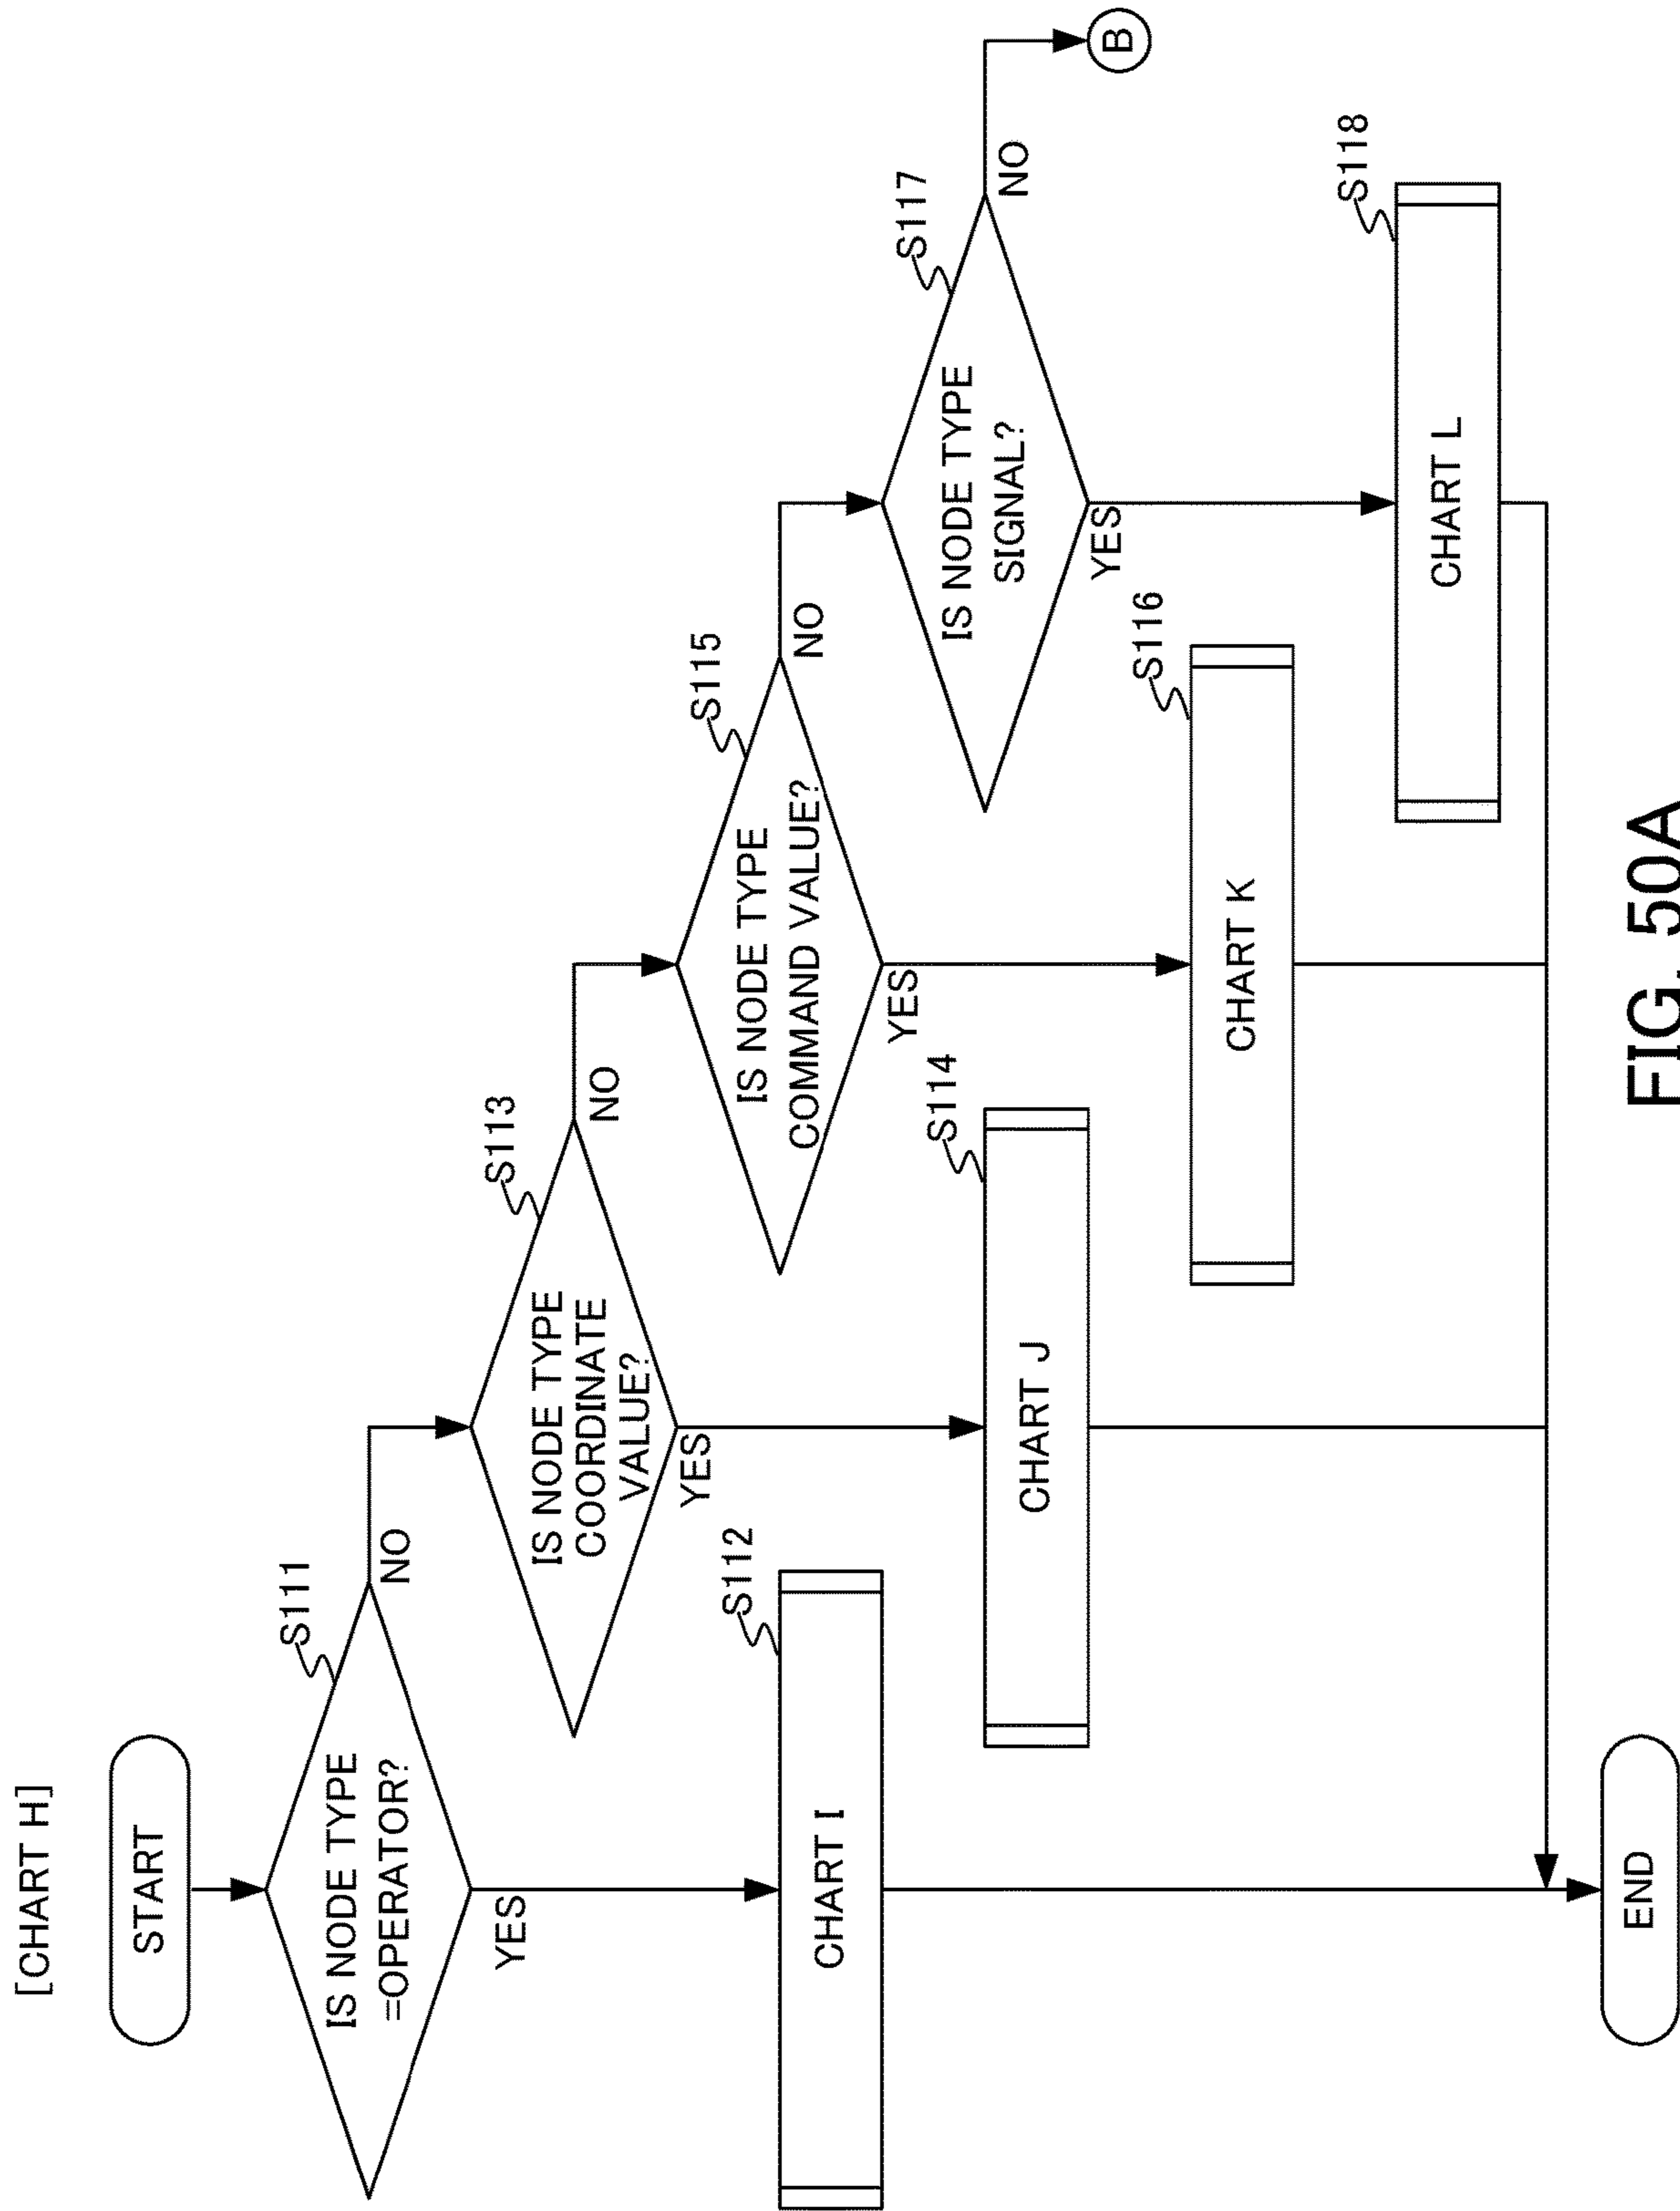 [CHART H]
START
S111
IS NODE TYPE
=OPERATOR?
NO
YES
S112
CHART I
S113
IS NODE TYPE
COORDINATE
VALUE?
NO
YES
S114
CHART J
S115
IS NODE TYPE
COMMAND VALUE?
NO
YES
S116
CHART K
S117
IS NODE TYPE
SIGNAL?
NO
YES
S118
CHART L
B
END
FIG. 50A